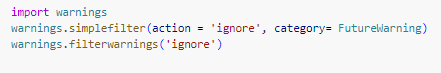 import warnings
warnings.simplefilter(action = 'ignore', category= FutureWarning)
warnings.filterwarnings('ignore')